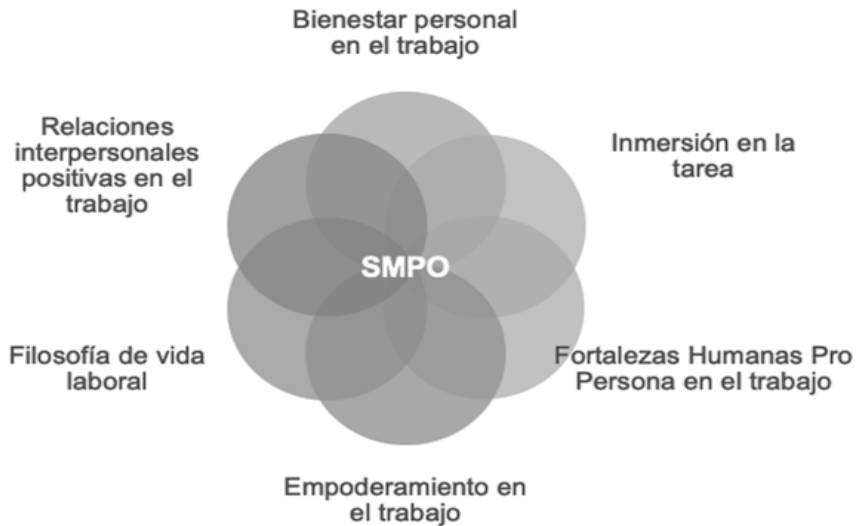 Bienestar personal
en el trabajo
Relaciones
interpersonales
positivas en el
trabajo
Inmersión en la
tarea
SMPO
Filosofía de vida
laboral
Fortalezas Humanas Pro
Persona en el trabajo
Empoderamiento en
el trabajo